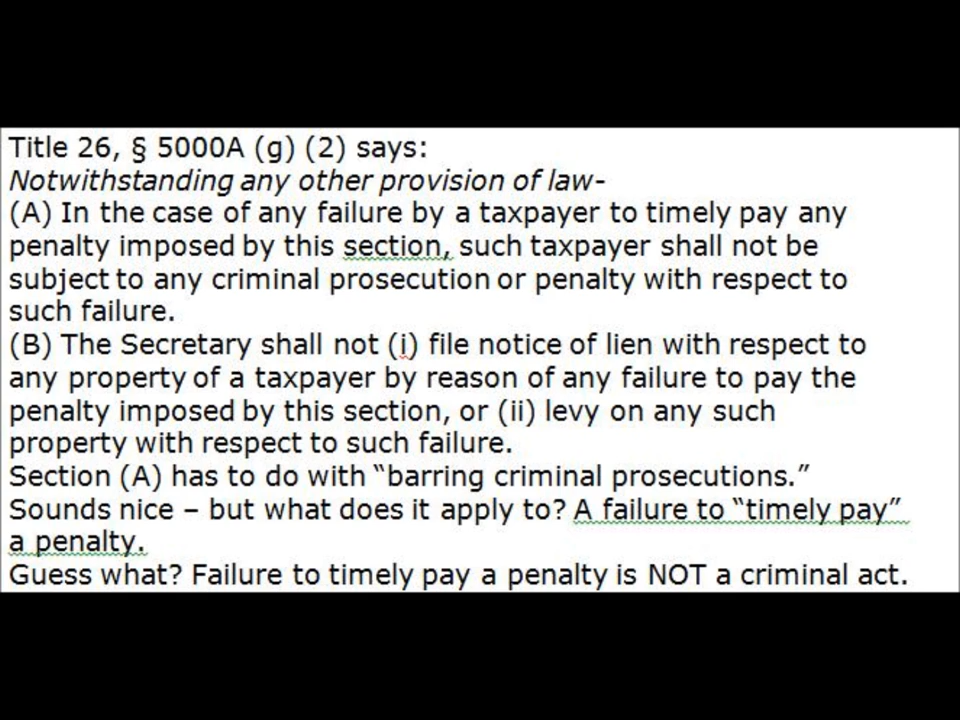 Title 26, § 5000A (g) (2) says:
Notwithstanding any other provision of law-
(A) In the case of any failure by a taxpayer to timely pay any
penalty imposed by this section, such taxpayer shall not be
subject to any criminal prosecution or penalty with respect to
such failure.
(B) The Secretary shall not (i) file notice of lien with respect to
any property of a taxpayer by reason of any failure to pay the
penalty imposed by this section, or (ii) levy on any such
property with respect to such failure.
Section (A) has to do with “barring criminal prosecutions.”
Sounds nice – but what does it apply to? A failure to “timely pay”
a penalty.
Guess what? Failure to timely pay a penalty is NOT a criminal act.